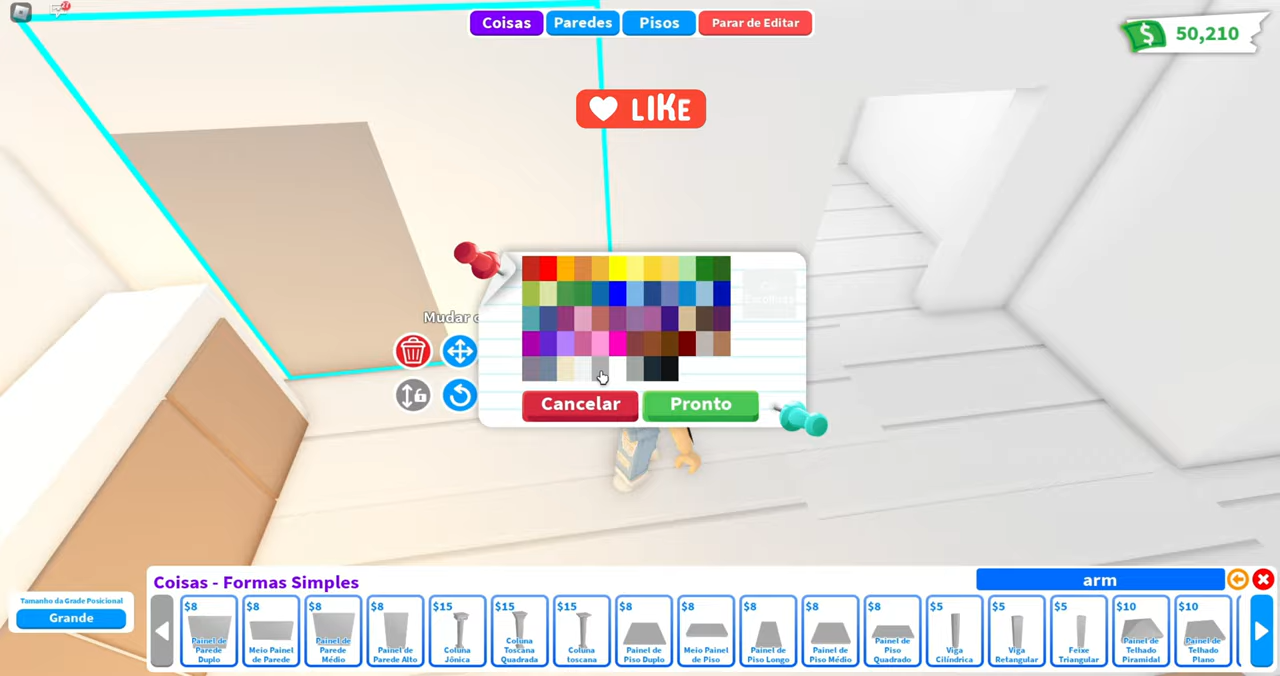 27
Coisas Paredes Pisos Parar de Editar
$ 50,210
LIKE
Mudar c
Cancelar Pronto
Coisas - Formas Simples
arm
Tamanho da Grade Posicional
Grande
$8 $8 $8 $8 $15 $15 $15 $8 $8 $8 $8 $8 $5 $5 $5 $10 $10
Painel de Parede Duplo
Meio Painel de Parede
Painel de Parede Médio
Painel de Parede Alto
Coluna Jônica
Coluna Toscana Quadrada
Coluna toscana
Painel de Piso Duplo
Meio Painel de Piso
Painel de Piso Longo
Painel de Piso Médio
Painel de Piso Quadrado
Viga Cilíndrica
Viga Retangular
Feixe Triangular
Painel de Telhado Piramidal
Painel de Telhado Plano